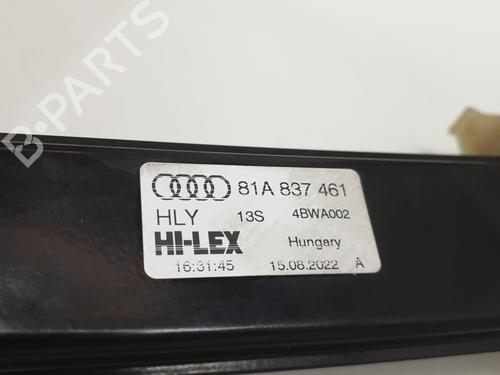 B-PARTS
81A 837 461
HLY 13S 4BWA002
HI-LEX Hungary
16:31:45 15.08.2022 A